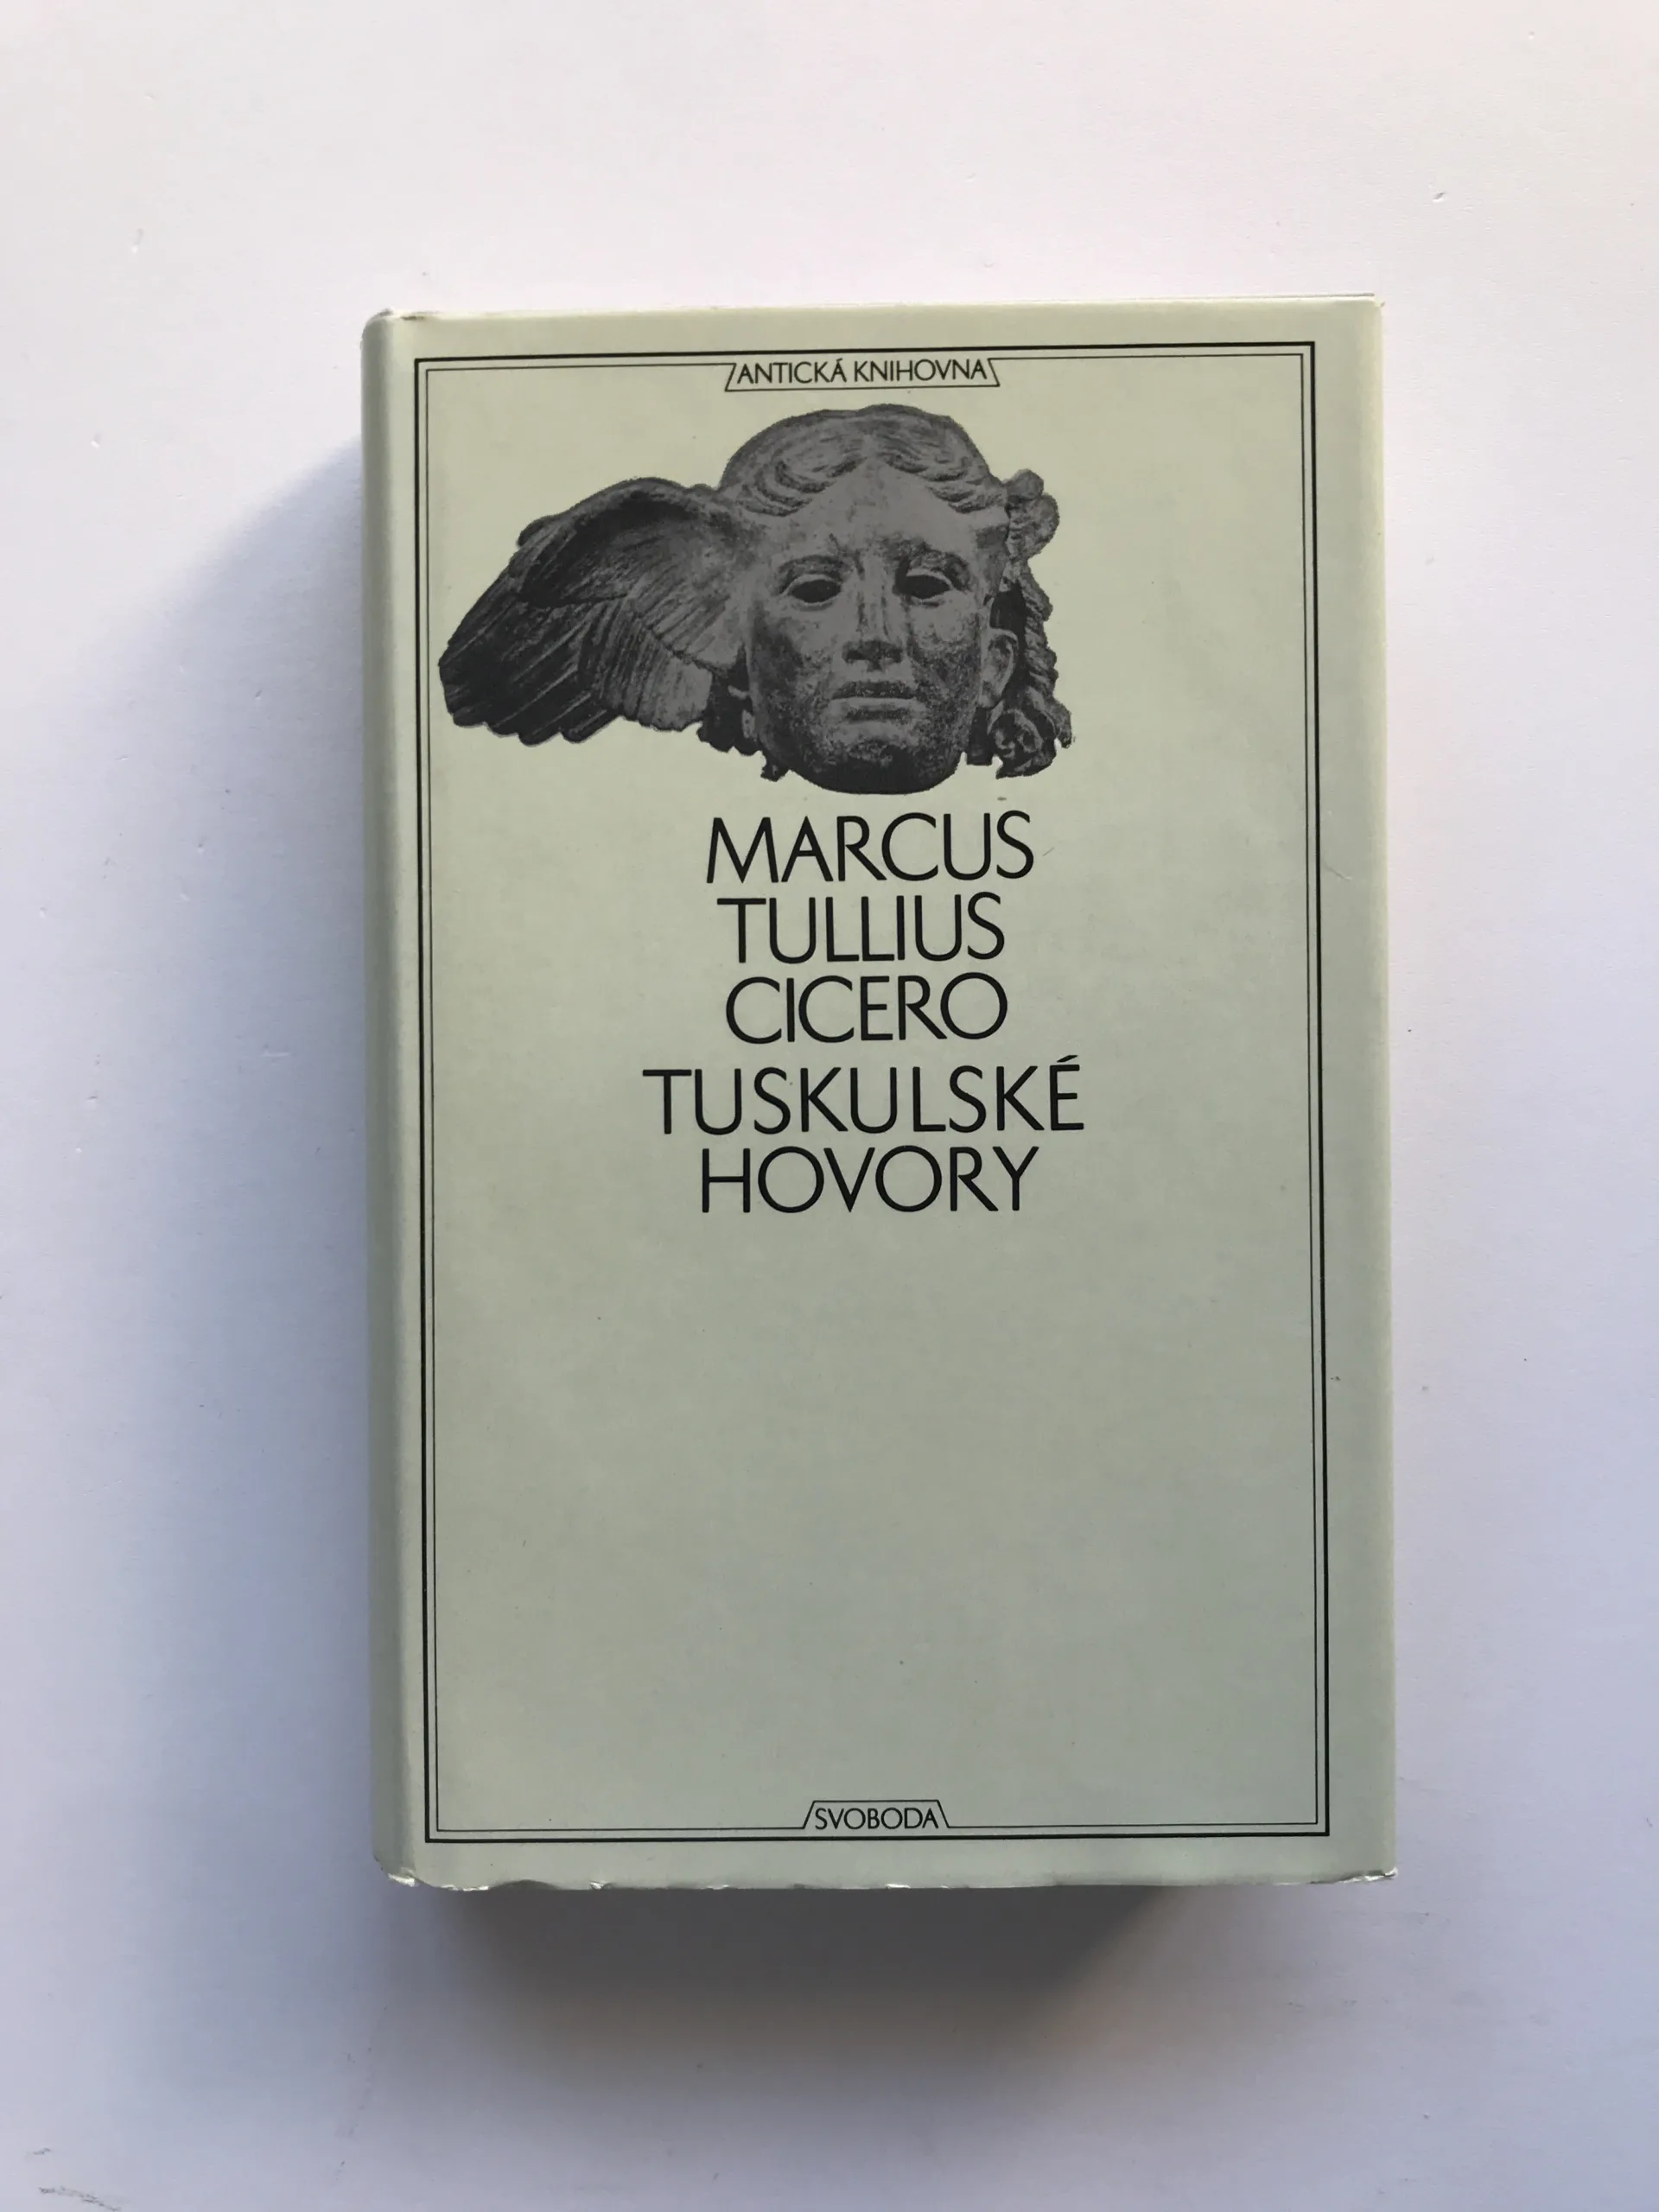 ANTICKÁ KNIHOVNA
MARCUS
TULLIUS
CICERO
TUSKULSKÉ
HOVORY
SVOBODA